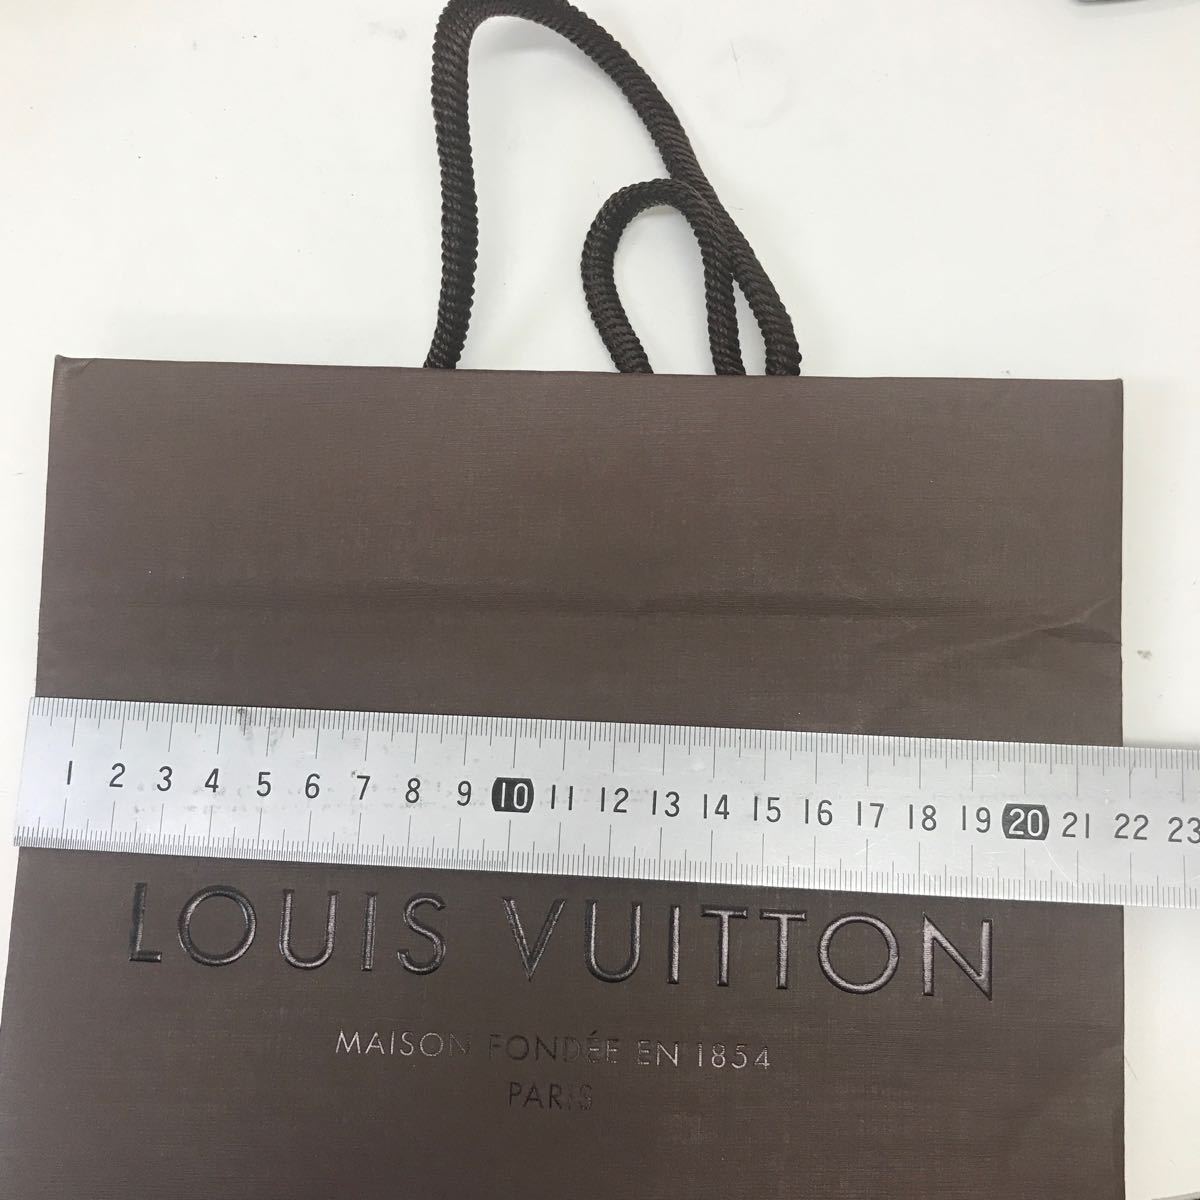 1 2 3 4 5 6 7 8 9 10 11 12 13 14 15 16 17 18 19 20 21 22 23
LOUIS VUITTON
MAISON FONDÉE EN 1854
PARIS